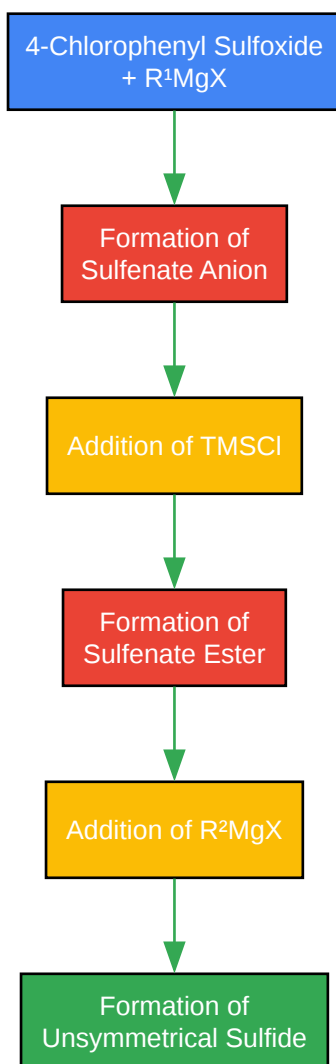 4-Chlorophenyl Sulfoxide
+ R¹MgX
Formation of
Sulfenate Anion
Addition of TMSCl
Formation of
Sulfenate Ester
Addition of R²MgX
Formation of
Unsymmetrical Sulfide